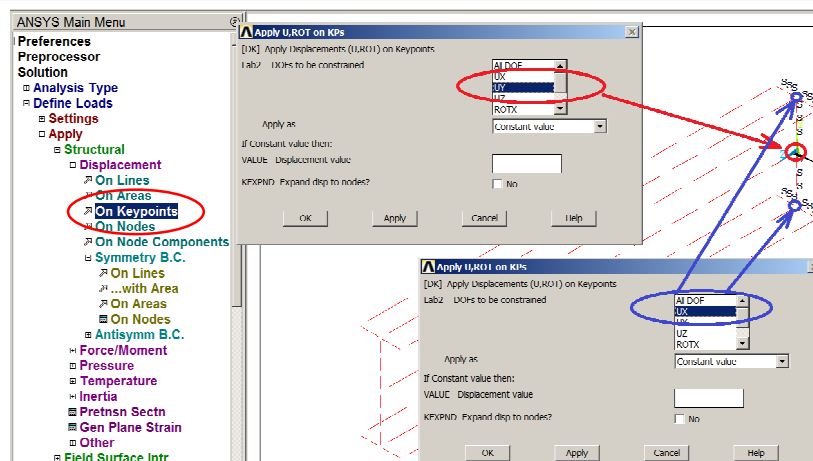 ANSYS Main Menu
Preferences
Preprocessor
Solution
Analysis Type
Define Loads
Settings
Apply
Structural
Displacement
On Lines
On Areas
On Keypoints
On Nodes
On Node Components
Symmetry B.C.
On Lines
...with Area
On Areas
On Nodes
Antisymm B.C.
Force/Moment
Pressure
Temperature
Inertia
Pretnsn Sectn
Gen Plane Strain
Other
Field Surface Intr
Apply U,ROT on KPs
[DK] Apply Displacements (U,ROT) on Keypoints
Lab2 DOFs to be constrained
All DOF
UX
UY
UZ
ROTX
Apply as
Constant value
If Constant value then:
VALUE Displacement value
KEXPND Expand disp to nodes?
No
OK
Apply
Cancel
Help
Apply U,ROT on KPs
[DK] Apply Displacements (U,ROT) on Keypoints
Lab2 DOFs to be constrained
All DOF
UX
UY
UZ
ROTX
Apply as
Constant value
If Constant value then:
VALUE Displacement value
KEXPND Expand disp to nodes?
No
OK
Apply
Cancel
Help